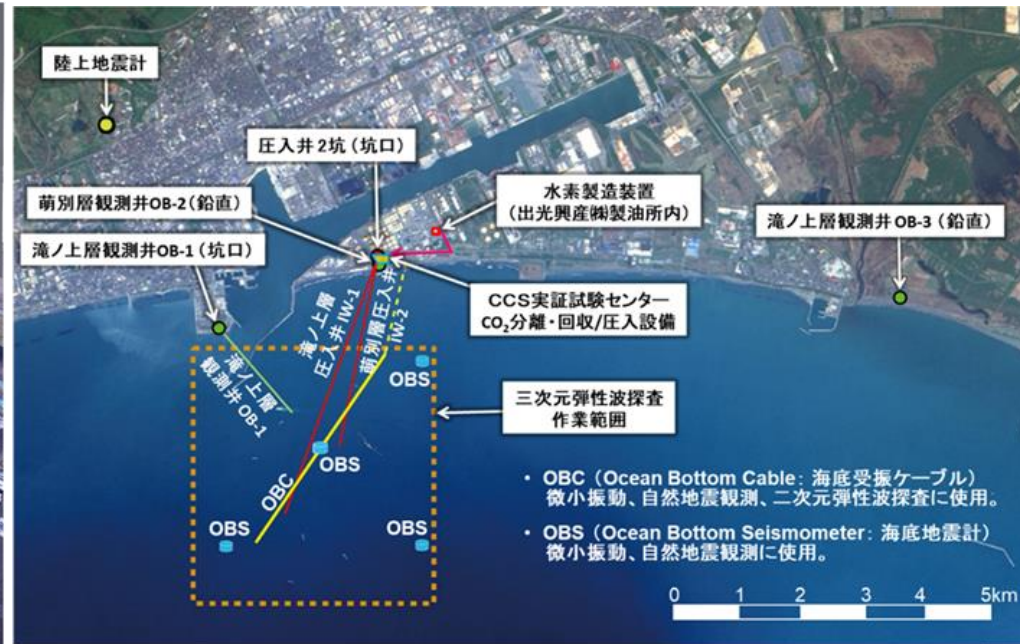 陸上地震計
圧入井2坑（坑口）
萌別層観測井OB-2（鉛直）
滝ノ上層観測井OB-1（坑口）
水素製造装置
（出光興産㈱製油所内）
滝ノ上層観測井OB-3（鉛直）
CCS実証試験センター
CO₂分離・回収/圧入設備
滝ノ上層
圧入井 IW-1
萌別層圧入井
IW-2
滝ノ上層
観測井 OB-1
OBS
三次元弾性波探査
作業範囲
OBS
OBC
OBS
OBS
• OBC（Ocean Bottom Cable: 海底受振ケーブル）
微小振動、自然地震観測、二次元弾性波探査に使用。
• OBS（Ocean Bottom Seismometer: 海底地震計）
微小振動、自然地震観測に使用。
0 1 2 3 4 5km